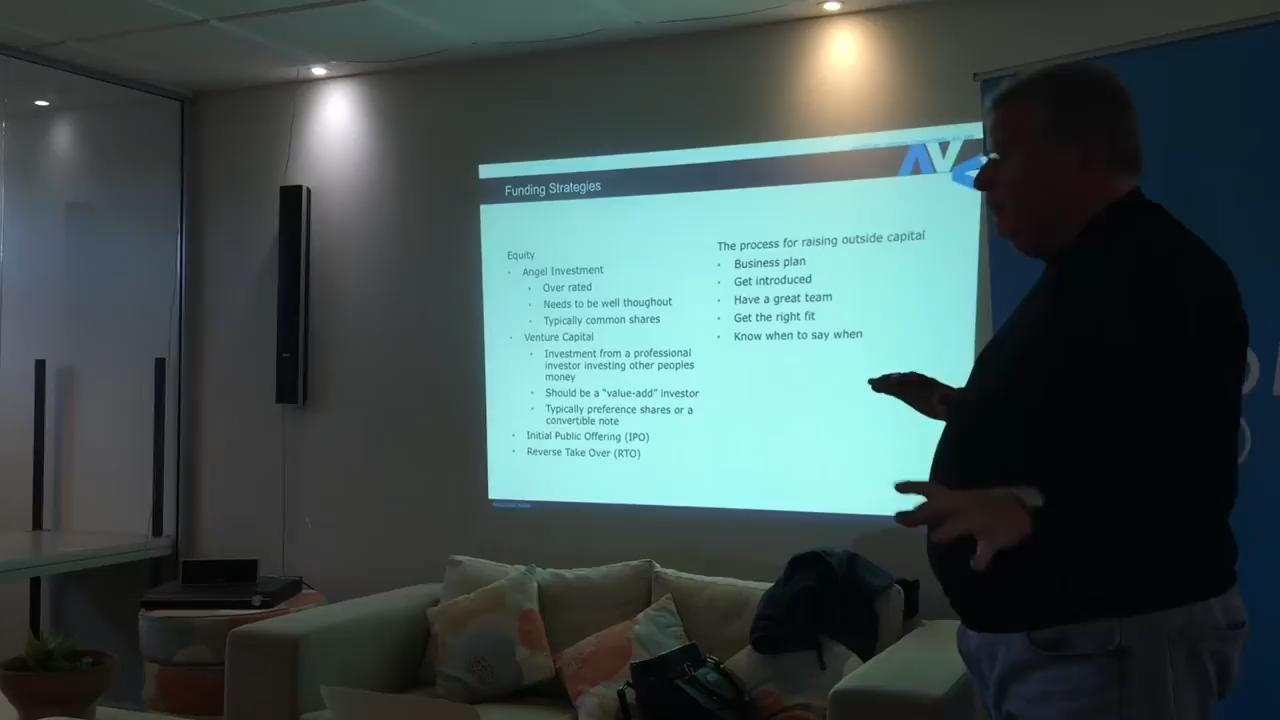 Funding Strategies
Equity
Angel Investment
Over rated
Needs to be well thoughout
Typically common shares
Venture Capital
Investment from a professional
investor investing other peoples
money
Should be a “value-add” investor
Typically preference shares or a
convertible note
Initial Public Offering (IPO)
Reverse Take Over (RTO)
The process for raising outside capital
Business plan
Get introduced
Have a great team
Get the right fit
Know when to say when